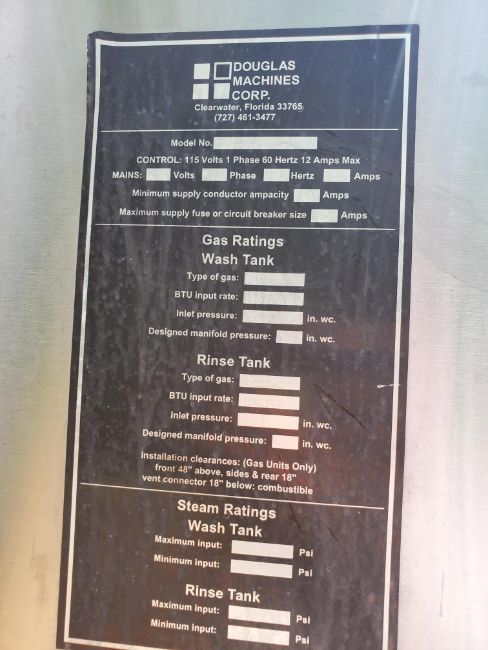 DOUGLAS
MACHINES
CORP.
Clearwater, Florida 33765
(727) 461-3477
Model No.
CONTROL: 115 Volts 1 Phase 60 Hertz 12 Amps Max
MAINS: Volts Phase Hertz Amps
Minimum supply conductor ampacity Amps
Maximum supply fuse or circuit breaker size Amps
Gas Ratings
Wash Tank
Type of gas:
BTU input rate:
Inlet pressure: in. wc.
Designed manifold pressure: in. wc.
Rinse Tank
Type of gas:
BTU input rate:
Inlet pressure: in. wc.
Designed manifold pressure: in. wc.
Installation clearances: (Gas Units Only)
front 48" above, sides & rear 18"
vent connector 18" below: combustible
Steam Ratings
Wash Tank
Maximum input: Psi
Minimum input: Psi
Rinse Tank
Maximum input: Psi
Minimum input: Psi